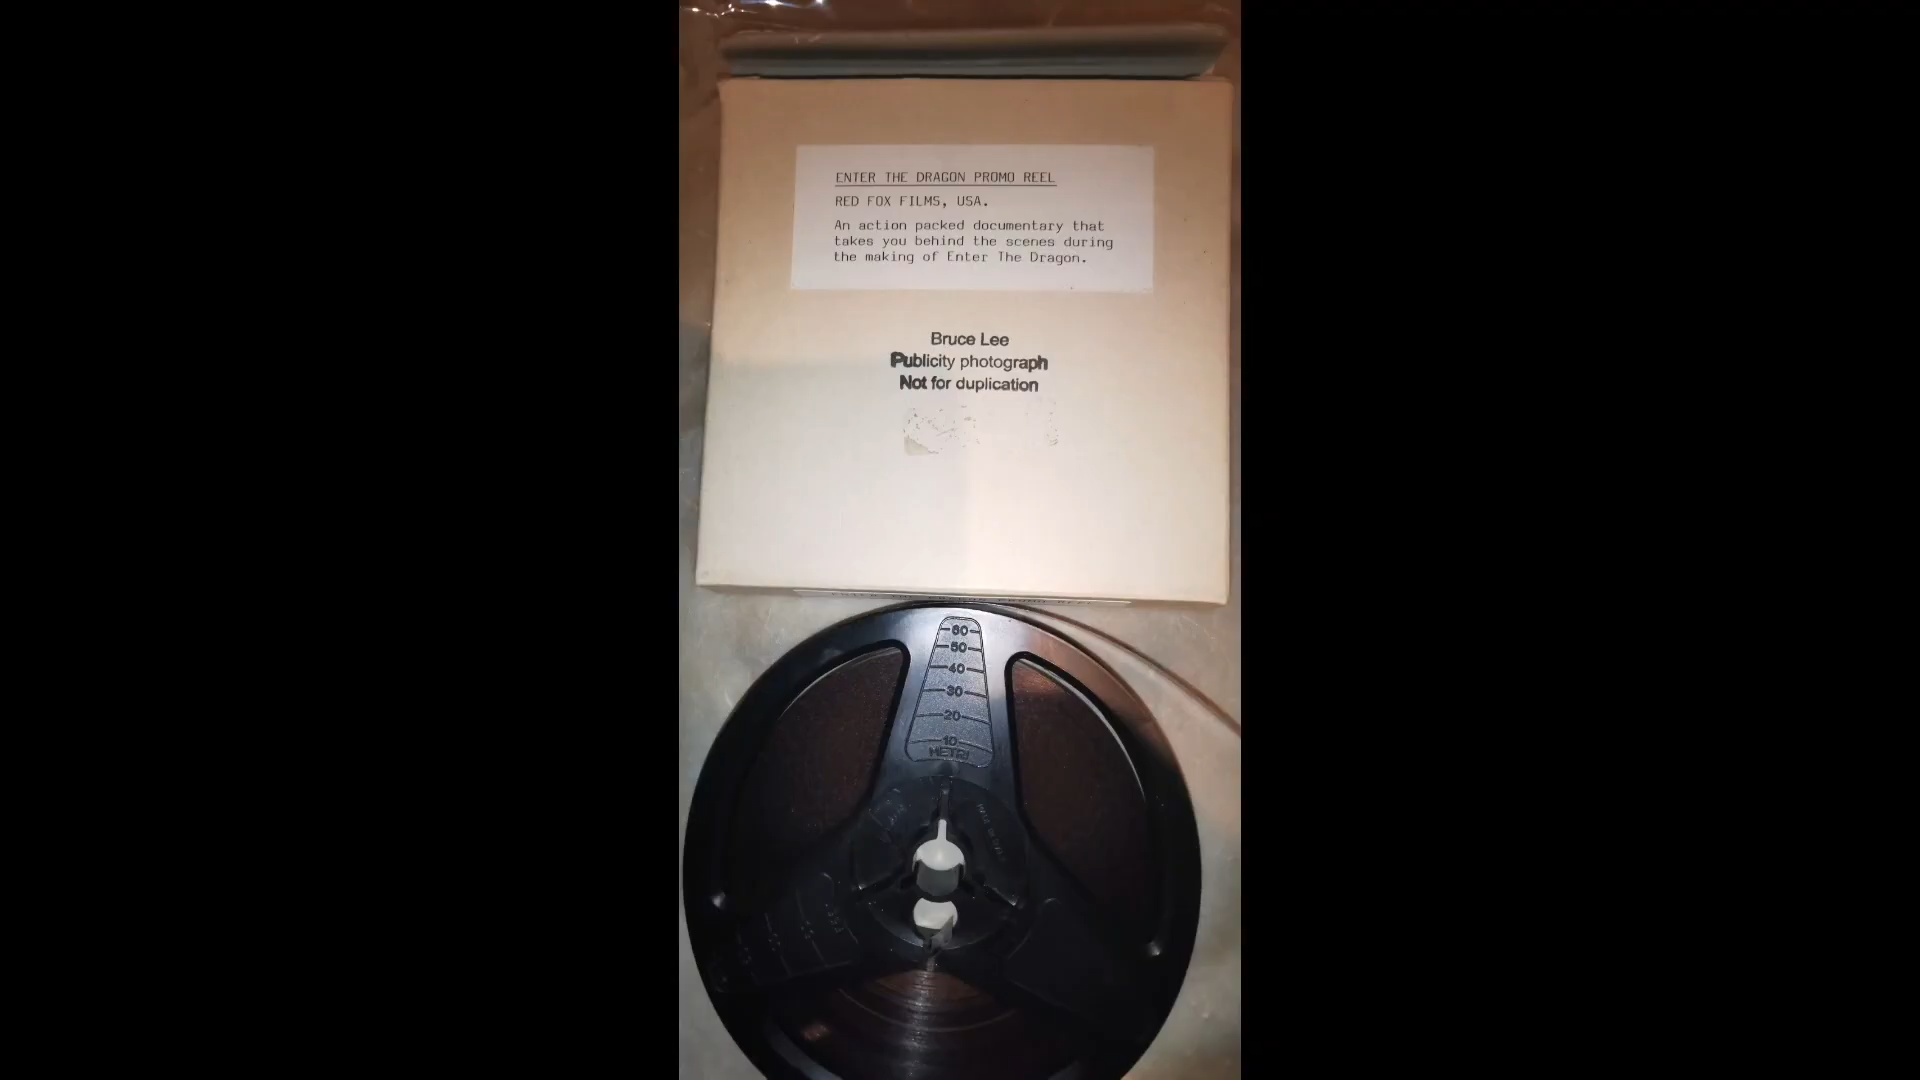 ENTER THE DRAGON PROMO REEL
RED FOX FILMS, USA.
An action packed documentary that
takes you behind the scenes during
the making of Enter The Dragon.
Bruce Lee
Publicity photograph
Not for duplication
60
50
40
30
20
10
METRI